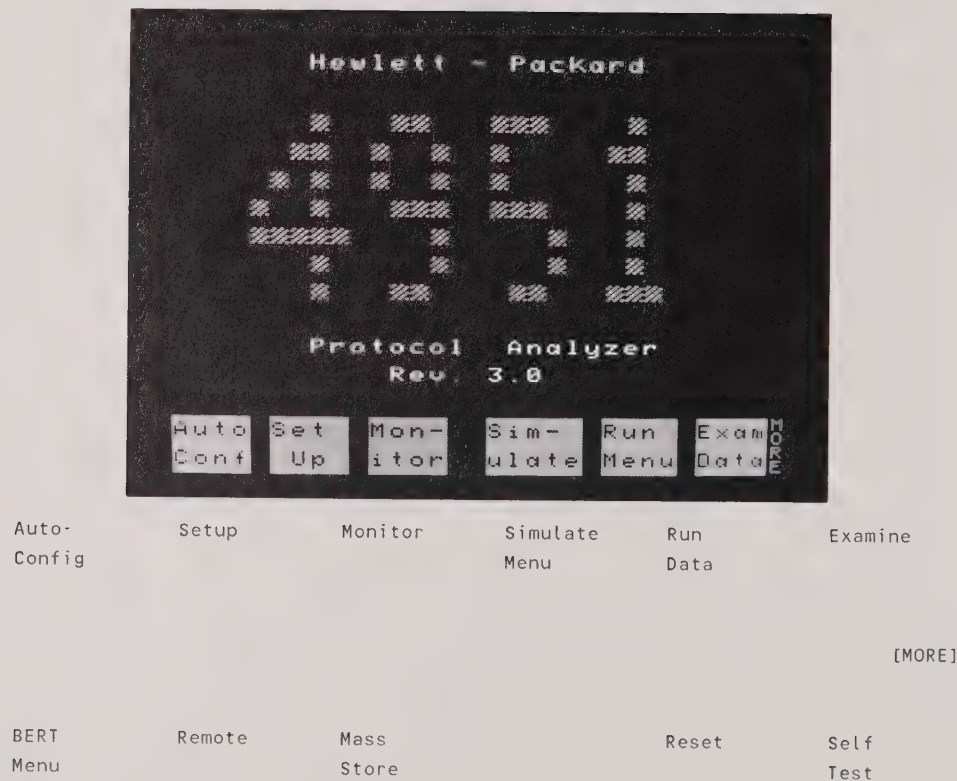 Hewlett - Packard
4951
Protocol Analyzer
Rev. 3.0
Auto Set Mon- Sim- Run Exam MORE
Conf Up itor ulate Menu Data
Auto- Setup Monitor Simulate Run Examine
Config Menu Data
[MORE]
BERT Remote Mass Reset Self
Menu Store Test